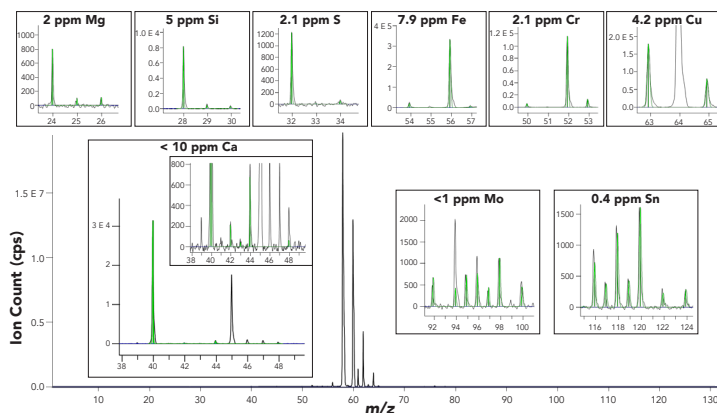 2 ppm Mg
1200
1000
800
600
400
200
0
24 25 26
5 ppm Si
1.0 E 4
0.8
0.6
0.4
0.2
0.0
28 29 30
2.1 ppm S
1200
1000
800
600
400
200
0
32 33 34
7.9 ppm Fe
4 E 5
3
2
1
0
54 55 56 57
2.1 ppm Cr
1.2 E 5
1.0
0.8
0.6
0.4
0.2
0.0
50 51 52 53
4.2 ppm Cu
2.0 E 5
1.5
1.0
0.5
0.0
63 64 65
< 10 ppm Ca
3 E 4
2
1
0
38 40 42 44 46 48
800
600
400
200
0
38 40 42 44 46 48
<1 ppm Mo
2000
1500
1000
500
0
92 94 96 98 100
0.4 ppm Sn
1500
1000
500
0
116 118 120 122 124
Ion Count (cps)
1.5 E 7
1.0
0.5
0.0
10 20 30 40 50 60 70 80 90 100 110 120 130
m/z